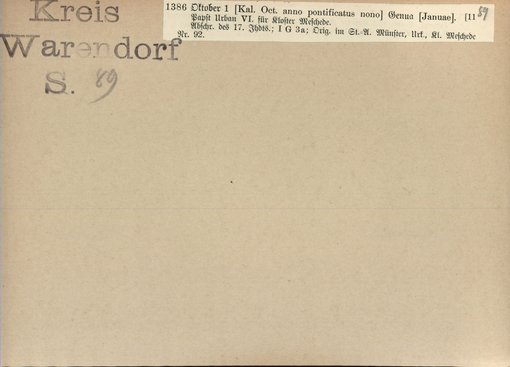 Kreis
Warendorf
S. 89
1386 Oktober 1 [Kal. Oct. anno pontificatus nono] Genua [Januae]. [1189
Papst Urban VI. für Kloster Meschede.
Abschr. des 17. Jhdts.; I G 3a; Orig. im St.-A. Münster, Urk., Kl. Meschede
Nr. 92.